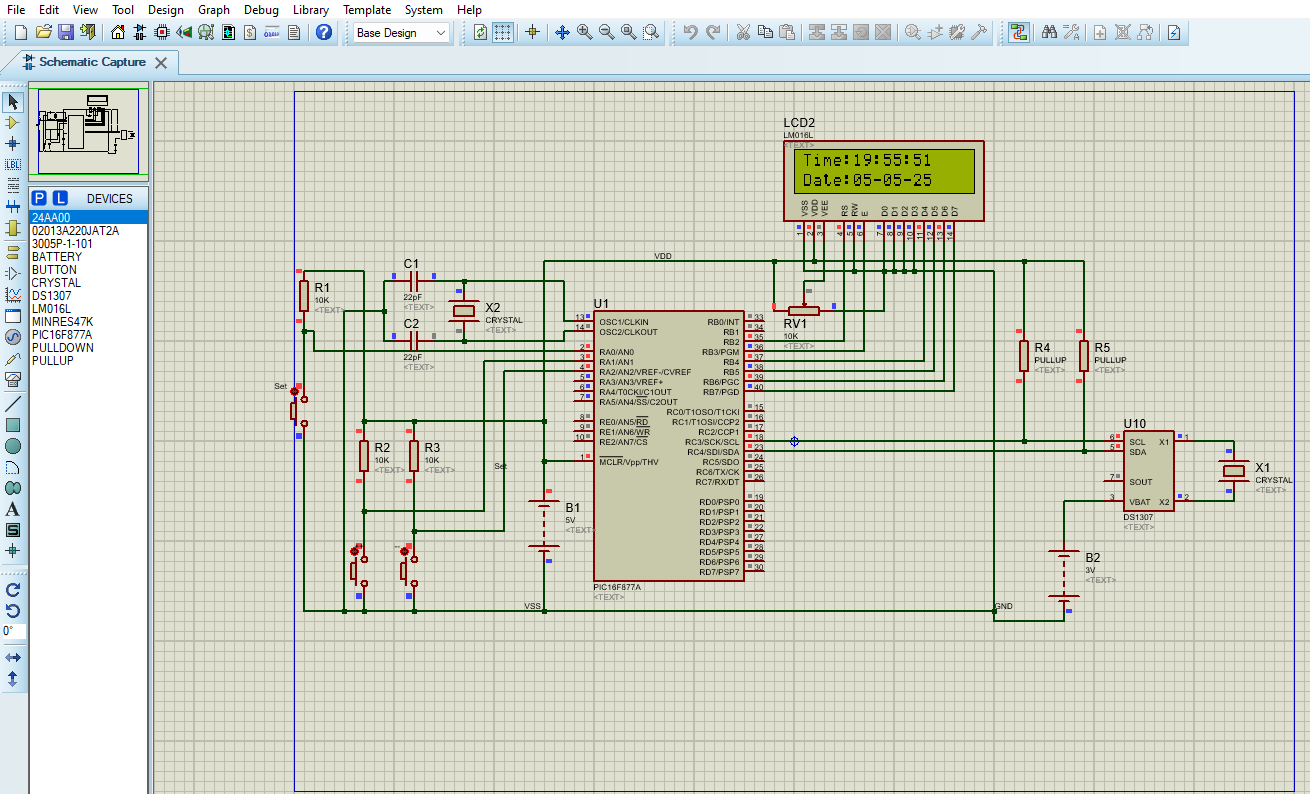 File Edit View Tool Design Graph Debug Library Template System Help
Base Design
Schematic Capture
P L DEVICES
24AA00
02013A220JAT2A
3005P-1-101
BATTERY
BUTTON
CRYSTAL
DS1307
LM016L
MINRES47K
PIC16F877A
PULLDOWN
PULLUP
LBL
A
S
0°
LCD2
LM016L
<TEXT>
Time:19:55:51
Date:05-05-25
VSS VDD VEE RS RW E D0 D1 D2 D3 D4 D5 D6 D7
1 2 3 4 5 6 7 8 9 10 11 12 13 14
VDD
R1
10K
<TEXT>
C1
22pF
<TEXT>
C2
22pF
<TEXT>
X2
CRYSTAL
<TEXT>
Set
R2
10K
<TEXT>
R3
10K
<TEXT>
Set
B1
5V
<TEXT>
VSS
U1
13 OSC1/CLKIN
14 OSC2/CLKOUT
2 RA0/AN0
3 RA1/AN1
4 RA2/AN2/VREF-/CVREF
5 RA3/AN3/VREF+
6 RA4/T0CKI/C1OUT
7 RA5/AN4/SS/C2OUT
8 RE0/AN5/RD
9 RE1/AN6/WR
10 RE2/AN7/CS
1 MCLR/Vpp/THV
RB0/INT 33
RB1 34
RB2 35
RB3/PGM 36
RB4 37
RB5 38
RB6/PGC 39
RB7/PGD 40
RC0/T1OSO/T1CKI 15
RC1/T1OSI/CCP2 16
RC2/CCP1 17
RC3/SCK/SCL 18
RC4/SDI/SDA 23
RC5/SDO 24
RC6/TX/CK 25
RC7/RX/DT 26
RD0/PSP0 19
RD1/PSP1 20
RD2/PSP2 21
RD3/PSP3 22
RD4/PSP4 27
RD5/PSP5 28
RD6/PSP6 29
RD7/PSP7 30
PIC16F877A
<TEXT>
RV1
10K
<TEXT>
R4
PULLUP
<TEXT>
R5
PULLUP
<TEXT>
U10
6 SCL X1 1
5 SDA
7 SOUT
3 VBAT X2 2
DS1307
<TEXT>
X1
CRYSTAL
<TEXT>
B2
3V
<TEXT>
GND